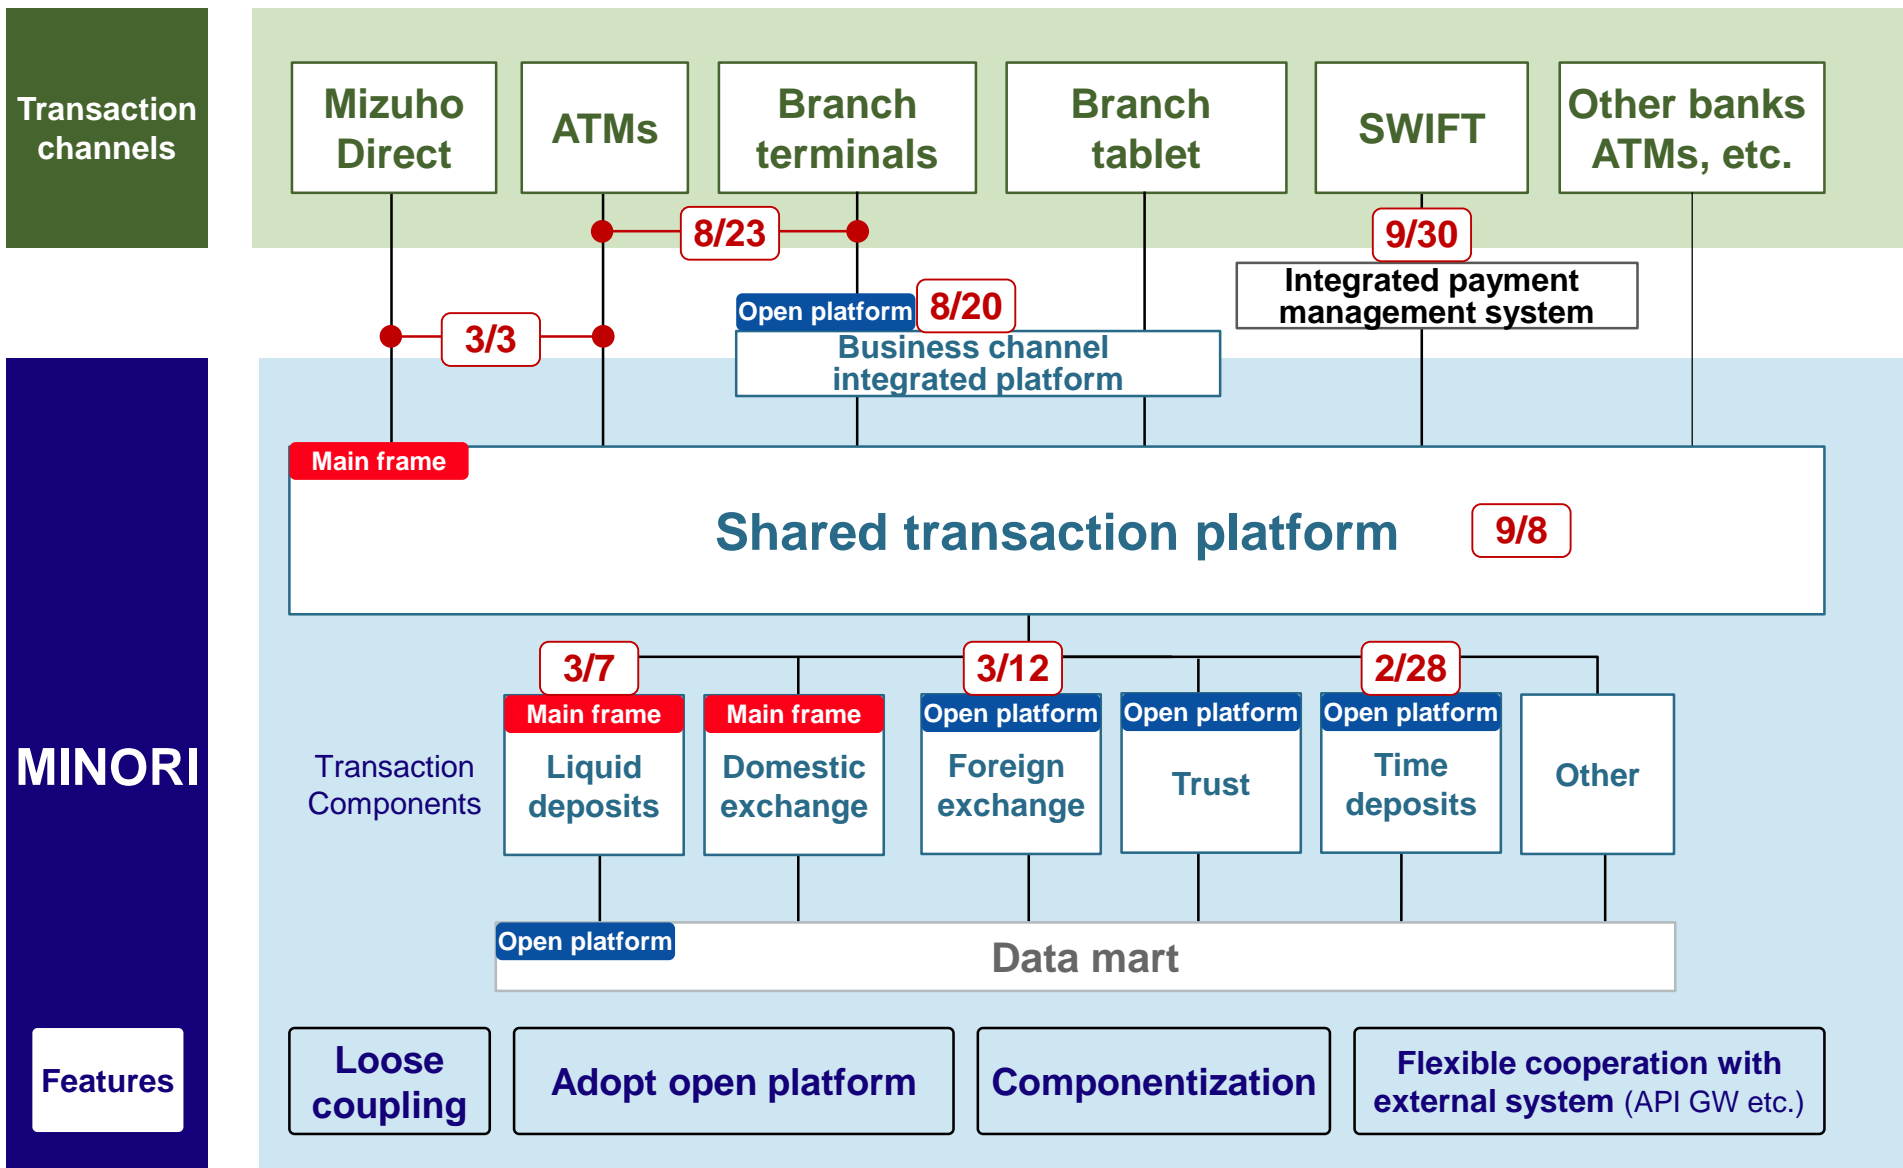 Transaction
channels
Mizuho
Direct
ATMs
Branch
terminals
Branch
tablet
SWIFT
Other banks
ATMs, etc.
8/23
9/30
Integrated payment
management system
Open platform
8/20
3/3
Business channel
integrated platform
MINORI
Main frame
Shared transaction platform
9/8
3/7
3/12
2/28
Transaction
Components
Main frame
Liquid
deposits
Main frame
Domestic
exchange
Open platform
Foreign
exchange
Open platform
Trust
Open platform
Time
deposits
Other
Open platform
Data mart
Features
Loose
coupling
Adopt open platform
Componentization
Flexible cooperation with
external system (API GW etc.)